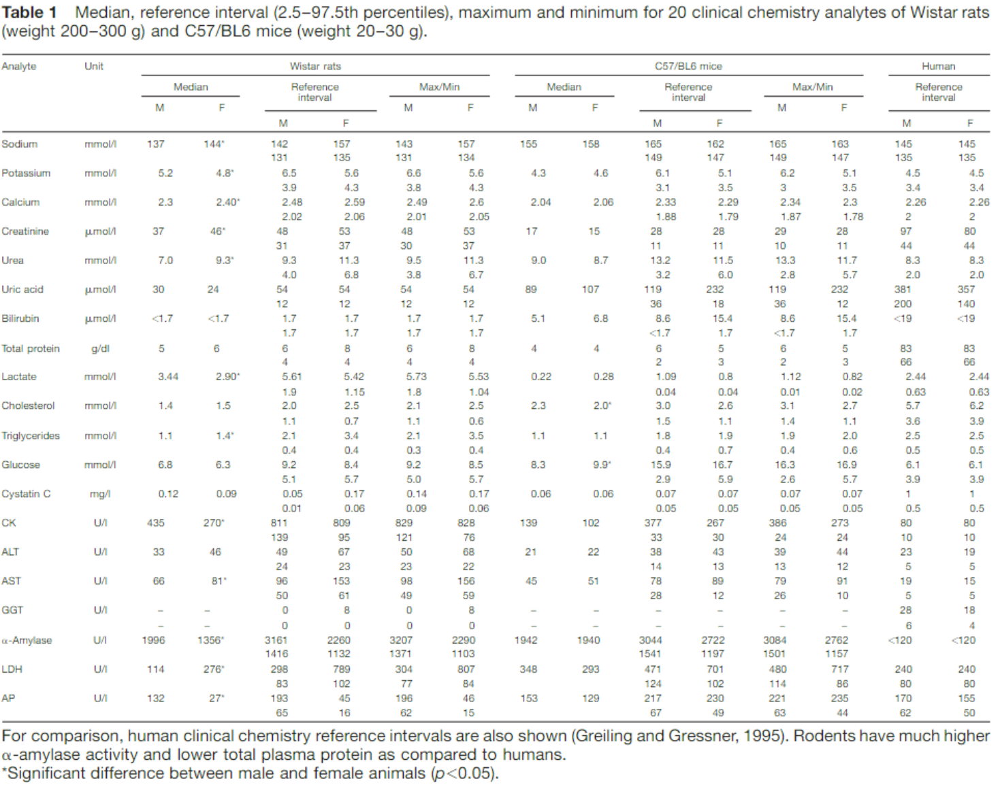 Table 1 Median, reference interval (2.5–97.5th percentiles), maximum and minimum for 20 clinical chemistry analytes of Wistar rats
(weight 200–300 g) and C57/BL6 mice (weight 20–30 g).
Analyte Unit Wistar rats C57/BL6 mice Human
Median Reference interval Max/Min Median Reference interval Max/Min Reference interval
M F M F M F
M F M F M F
Sodium mmol/l 137 144* 142 157 143 157 155 158 165 162 165 163 145 145
131 135 131 134 149 147 149 147 135 135
Potassium mmol/l 5.2 4.8* 6.5 5.6 6.6 5.6 4.3 4.6 6.1 5.1 6.2 5.1 4.5 4.5
3.9 4.3 3.8 4.3 3.1 3.5 3 3.5 3.4 3.4
Calcium mmol/l 2.3 2.40* 2.48 2.59 2.49 2.6 2.04 2.06 2.33 2.29 2.34 2.3 2.26 2.26
2.02 2.06 2.01 2.05 1.88 1.79 1.87 1.78 2 2
Creatinine μmol/l 37 46* 48 53 48 53 17 15 28 28 29 28 97 80
31 37 30 37 11 11 10 11 44 44
Urea mmol/l 7.0 9.3* 9.3 11.3 9.5 11.3 9.0 8.7 13.2 11.5 13.3 11.7 8.3 8.3
4.0 6.8 3.8 6.7 3.2 6.0 2.8 5.7 2.0 2.0
Uric acid μmol/l 30 24 54 54 54 54 89 107 119 232 119 232 381 357
12 12 12 12 36 18 36 12 200 140
Bilirubin μmol/l <1.7 <1.7 1.7 1.7 1.7 1.7 5.1 6.8 8.6 15.4 8.6 15.4 <19 <19
1.7 1.7 1.7 1.7 <1.7 1.7 <1.7 1.7
Total protein g/dl 5 6 6 8 6 8 4 4 6 5 6 5 83 83
4 4 4 4 2 3 2 3 66 66
Lactate mmol/l 3.44 2.90* 5.61 5.42 5.73 5.53 0.22 0.28 1.09 0.8 1.12 0.82 2.44 2.44
1.9 1.15 1.8 1.04 0.04 0.04 0.01 0.02 0.63 0.63
Cholesterol mmol/l 1.4 1.5 2.0 2.5 2.1 2.5 2.3 2.0* 3.0 2.6 3.1 2.7 5.7 6.2
1.1 0.7 1.1 0.6 1.5 1.1 1.4 1.1 3.6 3.9
Triglycerides mmol/l 1.1 1.4* 2.1 3.4 2.1 3.5 1.1 1.1 1.8 1.9 1.9 2.0 2.5 2.5
0.4 0.4 0.3 0.4 0.4 0.7 0.4 0.6 0.5 0.5
Glucose mmol/l 6.8 6.3 9.2 8.4 9.2 8.5 8.3 9.9* 15.9 16.7 16.3 16.9 6.1 6.1
5.1 5.7 5.0 5.7 2.9 5.9 2.6 5.7 3.9 3.9
Cystatin C mg/l 0.12 0.09 0.05 0.17 0.14 0.17 0.06 0.06 0.07 0.07 0.07 0.07 1 1
0.01 0.06 0.09 0.06 0.05 0.05 0.05 0.05 0.5 0.5
CK U/l 435 270* 811 809 829 828 139 102 377 267 386 273 80 80
139 95 121 76 33 30 24 24 10 10
ALT U/l 33 46 49 67 50 68 21 22 38 43 39 44 23 19
24 23 23 22 14 13 13 12 5 5
AST U/l 66 81* 96 153 98 156 45 51 78 89 79 91 19 15
50 61 49 59 28 12 26 10 5 5
GGT U/l – – 0 8 0 8 – – – – – – 28 18
– – 0 0 0 0 – – – – – – 6 4
α-Amylase U/l 1996 1356* 3161 2260 3207 2290 1942 1940 3044 2722 3084 2762 <120 <120
1416 1132 1371 1103 1541 1197 1501 1157
LDH U/l 114 276* 298 789 304 807 348 293 471 701 480 717 240 240
83 102 77 84 124 102 114 86 80 80
AP U/l 132 27* 193 45 196 46 153 129 217 230 221 235 170 155
65 16 62 15 67 49 63 44 62 50
For comparison, human clinical chemistry reference intervals are also shown (Greiling and Gressner, 1995). Rodents have much higher
α-amylase activity and lower total plasma protein as compared to humans.
*Significant difference between male and female animals (p<0.05).